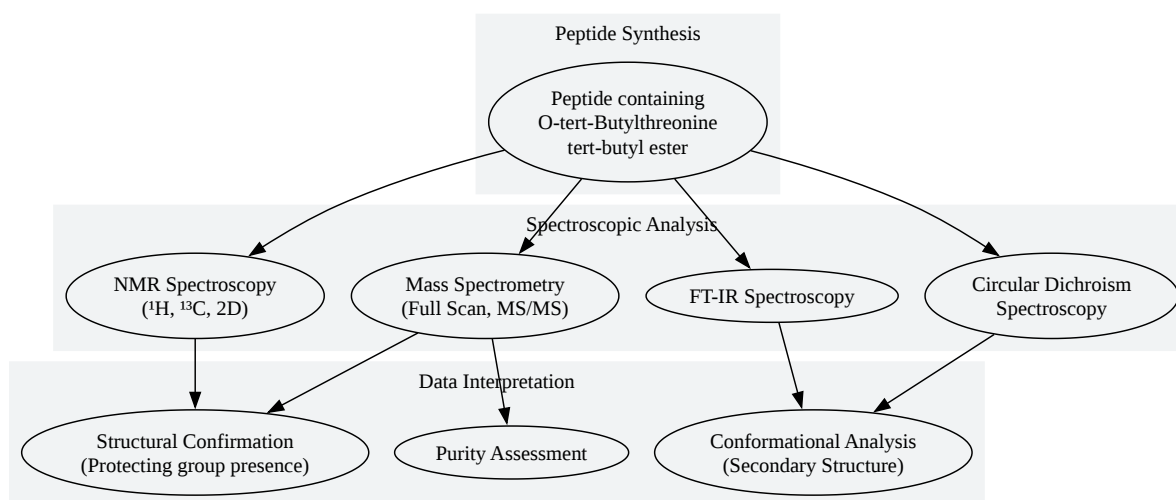 Peptide Synthesis
Peptide containing
O-tert-Butylthreonine
tert-butyl ester
Spectroscopic Analysis
NMR Spectroscopy
(¹H, ¹³C, 2D)
Mass Spectrometry
(Full Scan, MS/MS)
FT-IR Spectroscopy
Circular Dichroism
Spectroscopy
Data Interpretation
Structural Confirmation
(Protecting group presence)
Purity Assessment
Conformational Analysis
(Secondary Structure)